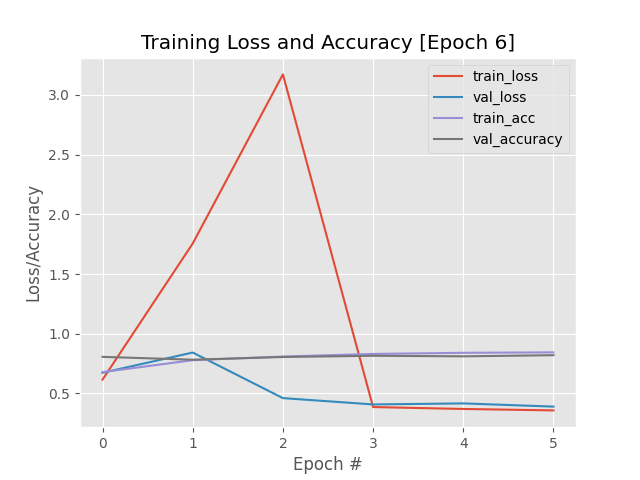 Training Loss and Accuracy [Epoch 6]
train_loss
val_loss
train_acc
val_accuracy
Loss/Accuracy
3.0
2.5
2.0
1.5
1.0
0.5
0 1 2 3 4 5
Epoch #